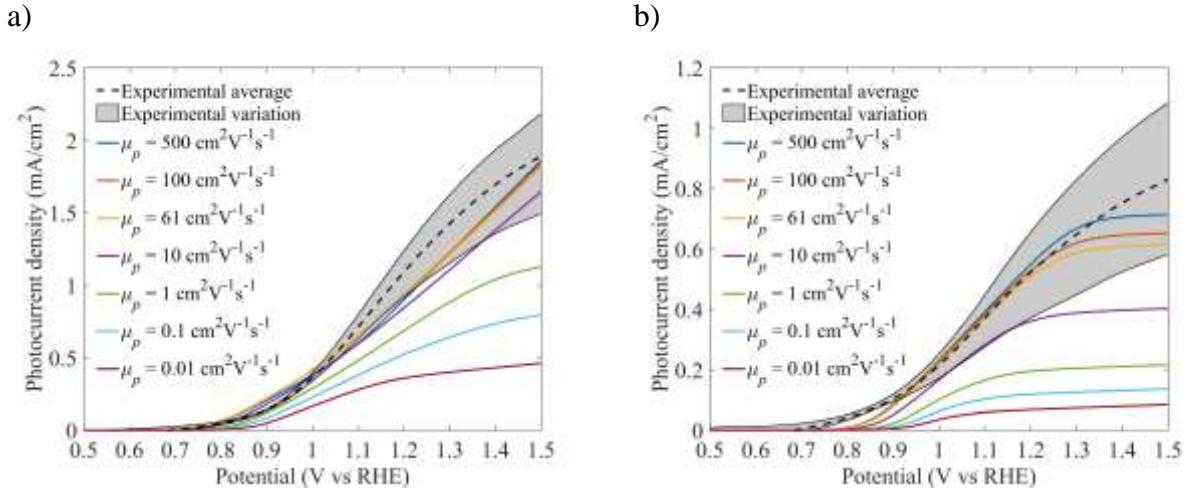 a)
2.5
2
1.5
1
0.5
0
Photocurrent density (mA/cm²)
Experimental average
Experimental variation
μp = 500 cm²V⁻¹s⁻¹
μp = 100 cm²V⁻¹s⁻¹
μp = 61 cm²V⁻¹s⁻¹
μp = 10 cm²V⁻¹s⁻¹
μp = 1 cm²V⁻¹s⁻¹
μp = 0.1 cm²V⁻¹s⁻¹
μp = 0.01 cm²V⁻¹s⁻¹
0.5 0.6 0.7 0.8 0.9 1 1.1 1.2 1.3 1.4 1.5
Potential (V vs RHE)
b)
1.2
1
0.8
0.6
0.4
0.2
0
Photocurrent density (mA/cm²)
Experimental average
Experimental variation
μp = 500 cm²V⁻¹s⁻¹
μp = 100 cm²V⁻¹s⁻¹
μp = 61 cm²V⁻¹s⁻¹
μp = 10 cm²V⁻¹s⁻¹
μp = 1 cm²V⁻¹s⁻¹
μp = 0.1 cm²V⁻¹s⁻¹
μp = 0.01 cm²V⁻¹s⁻¹
0.5 0.6 0.7 0.8 0.9 1 1.1 1.2 1.3 1.4 1.5
Potential (V vs RHE)